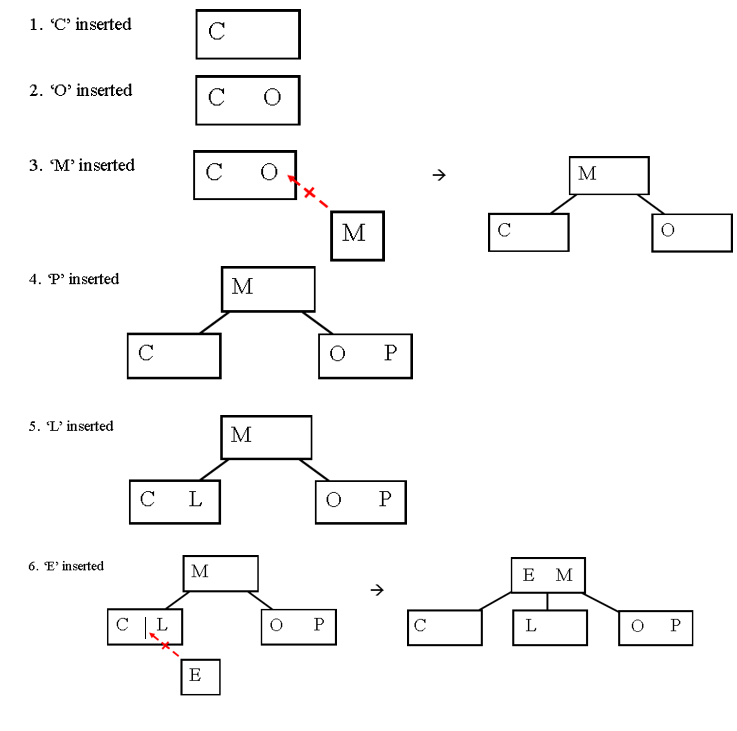 1. ‘C’ inserted
C
2. ‘O’ inserted
C O
3. ‘M’ inserted
C O
→
M
M
C
O
4. ‘P’ inserted
M
C
O P
5. ‘L’ inserted
M
C L
O P
6. ‘E’ inserted
M
C L
O P
E
→
E M
C
L
O P